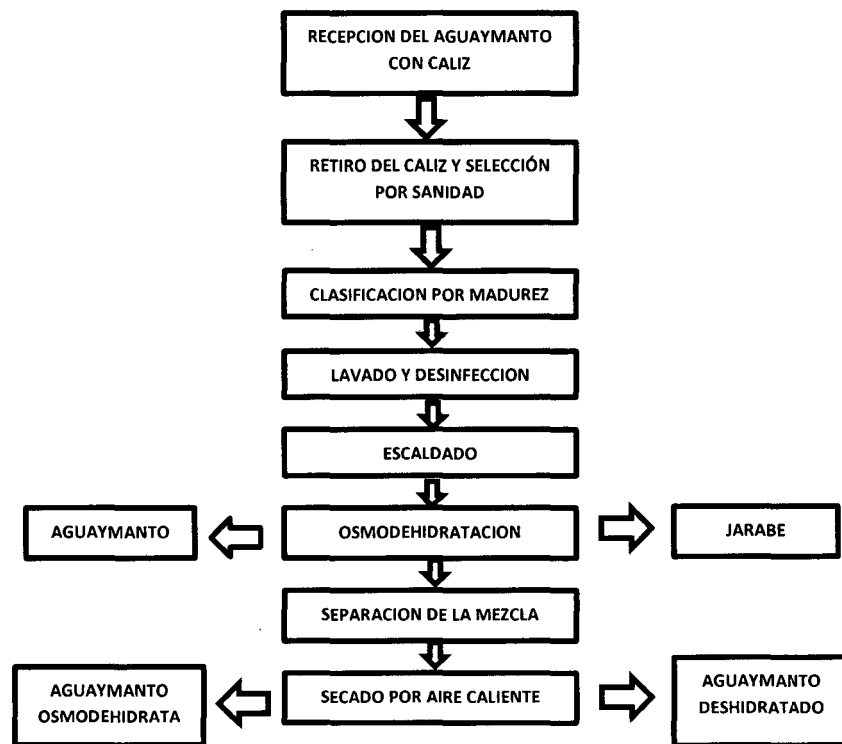 RECEPCION DEL AGUAYMANTO
CON CALIZ
RETIRO DEL CALIZ Y SELECCIÓN
POR SANIDAD
CLASIFICACION POR MADUREZ
LAVADO Y DESINFECCION
ESCALDADO
AGUAYMANTO
OSMODEHIDRATACION
JARABE
SEPARACION DE LA MEZCLA
AGUAYMANTO
OSMODEHIDRATA
SECADO POR AIRE CALIENTE
AGUAYMANTO
DESHIDRATADO